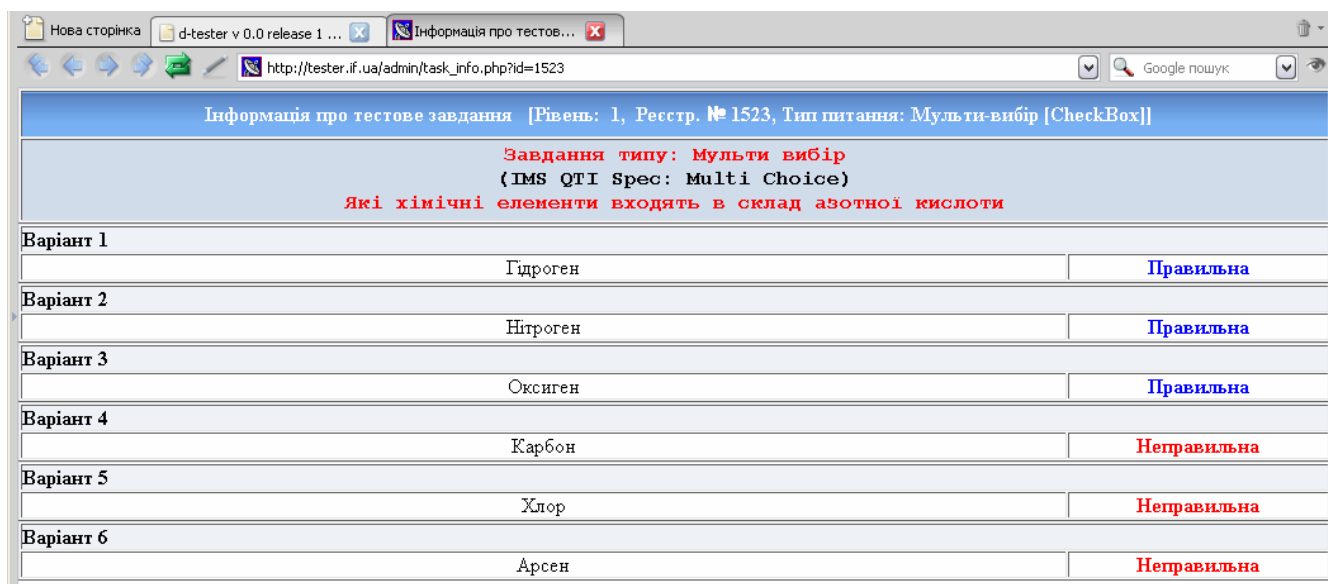 Нова сторінка d-tester v 0.0 release 1 ... Інформація про тестов...
http://tester.if.ua/admin/task_info.php?id=1523 Google пошук
Інформація про тестове завдання [Рівень: 1, Реєстр. № 1523, Тип питання: Мульти-вибір [CheckBox]]
Завдання типу: Мульти вибір
(IMS QTI Spec: Multi Choice)
Які хімічні елементи входять в склад азотної кислоти
Варіант 1
Гідроген Правильна
Варіант 2
Нітроген Правильна
Варіант 3
Оксиген Правильна
Варіант 4
Карбон Неправильна
Варіант 5
Хлор Неправильна
Варіант 6
Арсен Неправильна